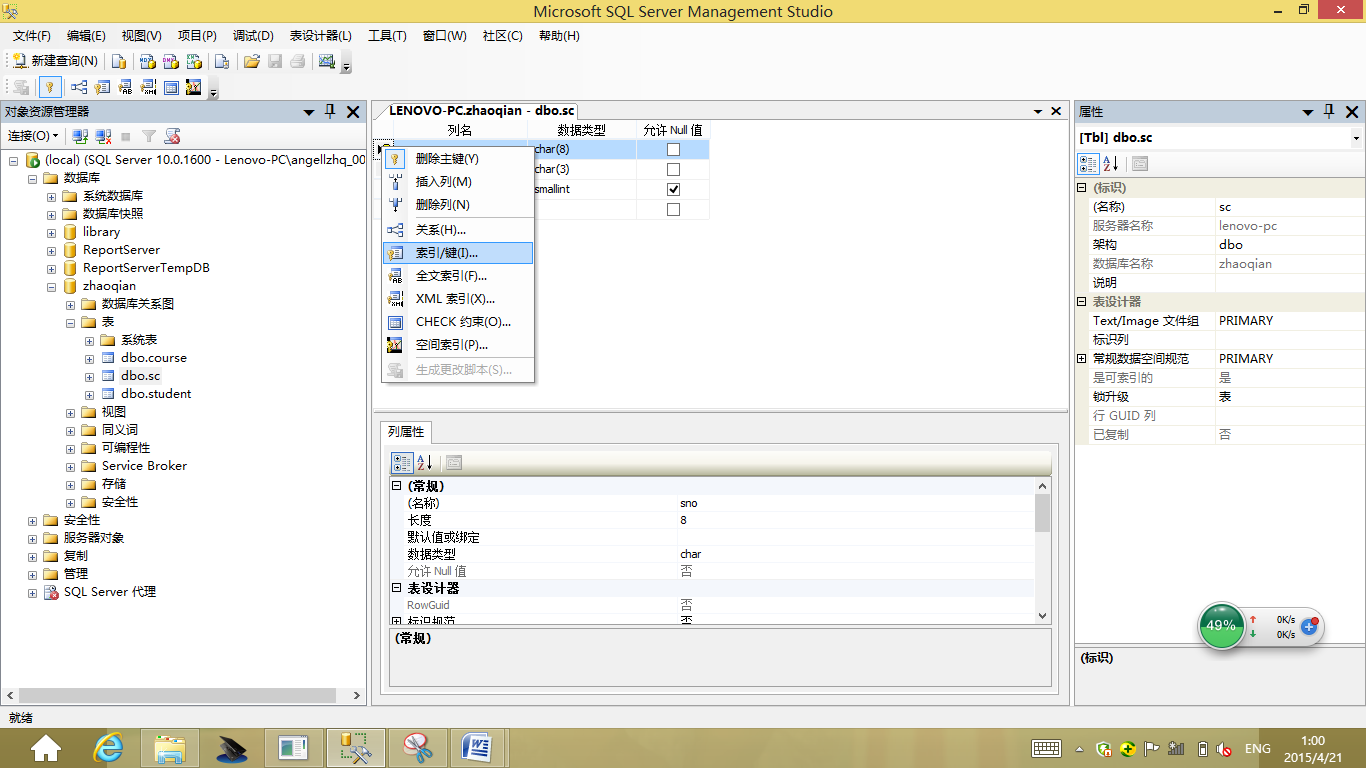 Microsoft SQL Server Management Studio
文件(F) 编辑(E) 视图(V) 项目(P) 调试(D) 表设计器(L) 工具(T) 窗口(W) 社区(C) 帮助(H)
新建查询(N)
对象资源管理器
连接(O)
(local) (SQL Server 10.0.1600 - Lenovo-PC\angellzhq_00
数据库
系统数据库
数据库快照
library
ReportServer
ReportServerTempDB
zhaoqian
数据库关系图
表
系统表
dbo.course
dbo.sc
dbo.student
视图
同义词
可编程性
Service Broker
存储
安全性
安全性
服务器对象
复制
管理
SQL Server 代理
LENOVO-PC.zhaoqian - dbo.sc
列名 数据类型 允许 Null 值
char(8)
char(3)
smallint
删除主键(Y)
插入列(M)
删除列(N)
关系(H)...
索引/键(I)...
全文索引(F)...
XML 索引(X)...
CHECK 约束(O)...
空间索引(P)...
生成更改脚本(S)...
列属性
(常规)
(名称) sno
长度 8
默认值或绑定
数据类型 char
允许 Null 值 否
表设计器
RowGuid 否
标识规范 否
(常规)
属性
[Tbl] dbo.sc
(标识)
(名称) sc
服务器名称 lenovo-pc
架构 dbo
数据库名称 zhaoqian
说明
表设计器
Text/Image 文件组 PRIMARY
标识列
常规数据空间规范 PRIMARY
是可索引的 是
锁升级 表
行 GUID 列
已复制 否
49% 0K/s
0K/s
(标识)
就绪
ENG
1:00
2015/4/21